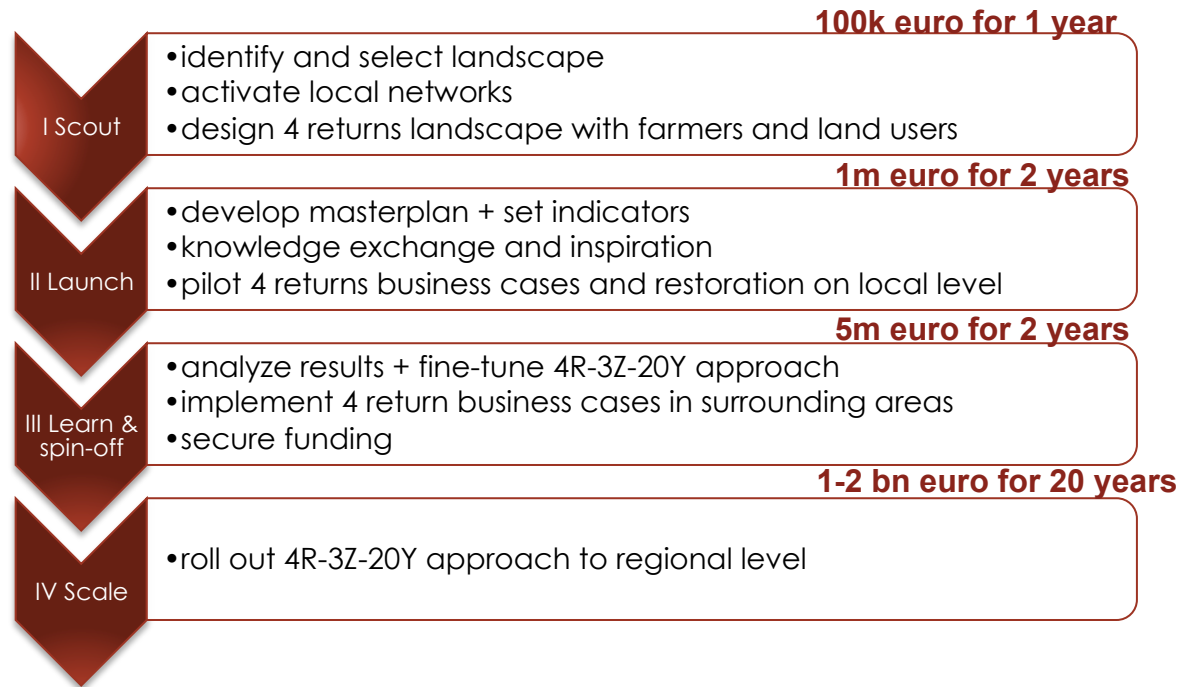 100k euro for 1 year
I Scout
•identify and select landscape
•activate local networks
•design 4 returns landscape with farmers and land users
1m euro for 2 years
II Launch
•develop masterplan + set indicators
•knowledge exchange and inspiration
•pilot 4 returns business cases and restoration on local level
5m euro for 2 years
III Learn &
spin-off
•analyze results + fine-tune 4R-3Z-20Y approach
•implement 4 return business cases in surrounding areas
•secure funding
1-2 bn euro for 20 years
IV Scale
•roll out 4R-3Z-20Y approach to regional level